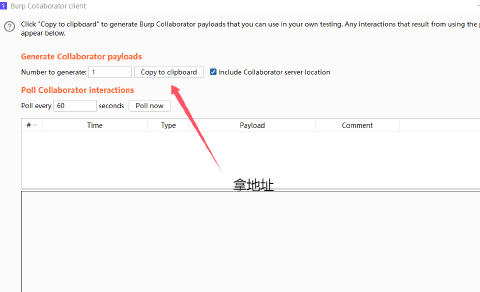 Burp Collaborator client
Click "Copy to clipboard" to generate Burp Collaborator payloads that you can use in your own testing. Any interactions that result from using the
appear below.
Generate Collaborator payloads
Number to generate: 1 Copy to clipboard Include Collaborator server location
Poll Collaborator interactions
Poll every 60 seconds Poll now
# Time Type Payload Comment
拿地址